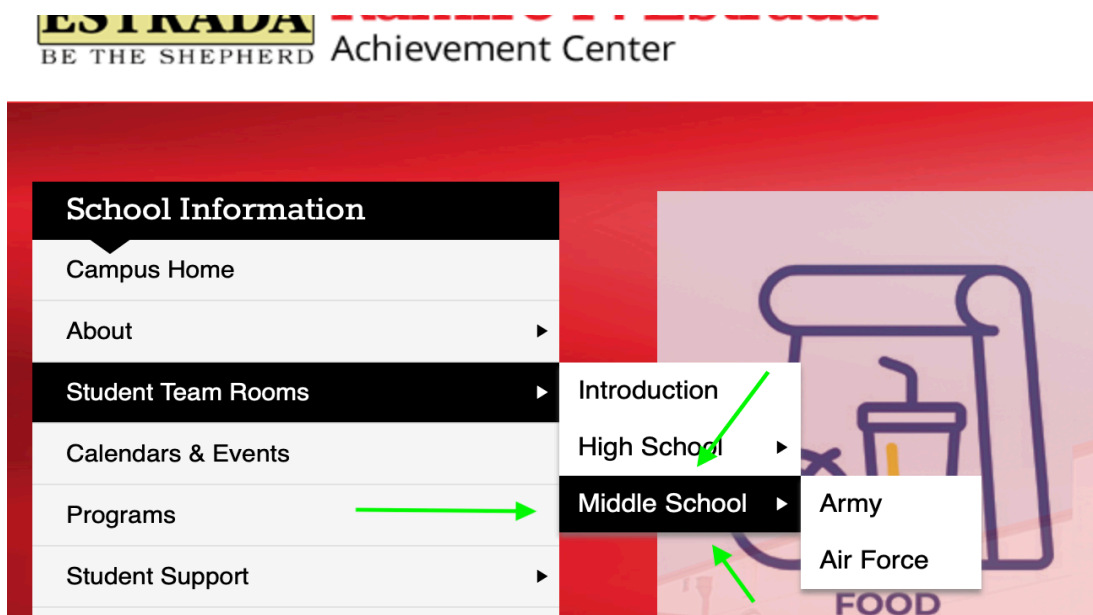 ESTRADA
BE THE SHEPHERD
Achievement Center
School Information
Campus Home
About
Student Team Rooms
Calendars & Events
Programs
Student Support
Introduction
High School
Middle School
Army
Air Force
FOOD